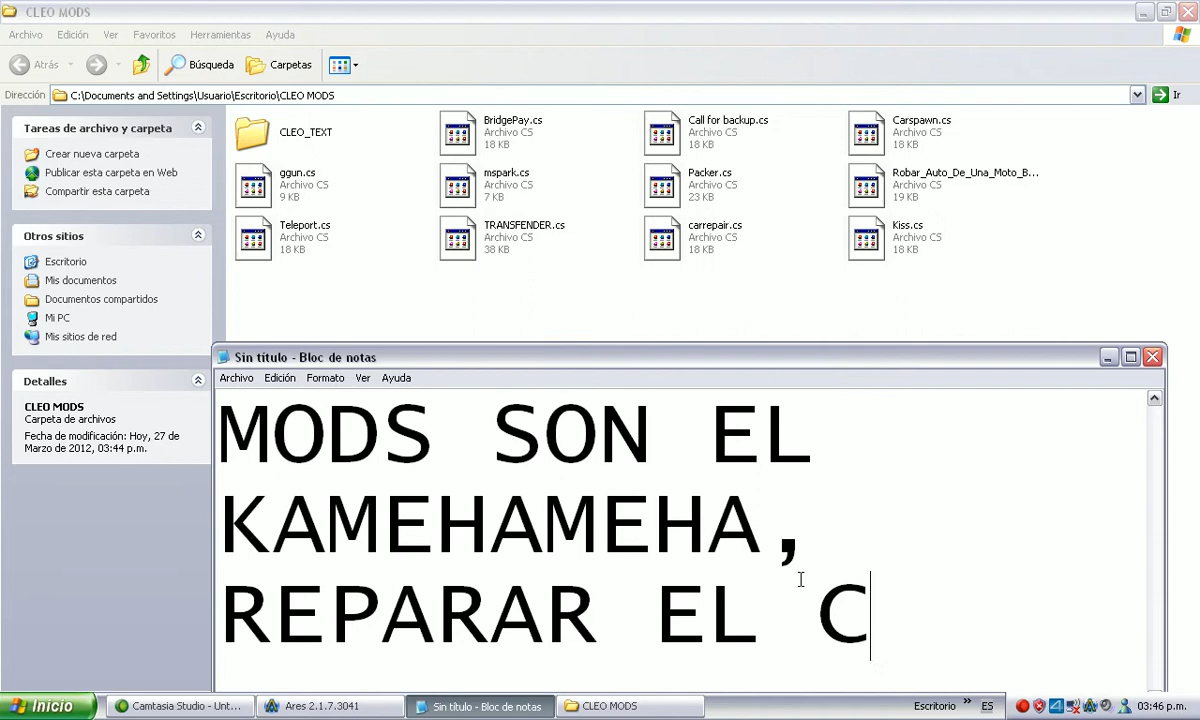 CLEO MODS
Archivo Edición Ver Favoritos Herramientas Ayuda
Atrás Búsqueda Carpetas
Dirección C:\Documents and Settings\Usuario\Escritorio\CLEO MODS Ir
Tareas de archivo y carpeta
Crear nueva carpeta
Publicar esta carpeta en Web
Compartir esta carpeta
Otros sitios
Escritorio
Mis documentos
Documentos compartidos
Mi PC
Mis sitios de red
Detalles
CLEO MODS
Carpeta de archivos
Fecha de modificación: Hoy, 27 de
Marzo de 2012, 03:44 p.m.
CLEO_TEXT
BridgePay.cs
Archivo CS
18 KB
Call for backup.cs
Archivo CS
18 KB
Carspawn.cs
Archivo CS
18 KB
ggun.cs
Archivo CS
9 KB
mspark.cs
Archivo CS
7 KB
Packer.cs
Archivo CS
23 KB
Robar_Auto_De_Una_Moto_B...
Archivo CS
19 KB
Teleport.cs
Archivo CS
18 KB
TRANSFENDER.cs
Archivo CS
38 KB
carrepair.cs
Archivo CS
18 KB
Kiss.cs
Archivo CS
18 KB
Sin título - Bloc de notas
Archivo Edición Formato Ver Ayuda
MODS SON EL
KAMEHAMEHA,
REPARAR EL C
Inicio Camtasia Studio - Unt... Ares 2.1.7.3041 Sin título - Bloc de notas CLEO MODS Escritorio » ES 03:46 p.m.